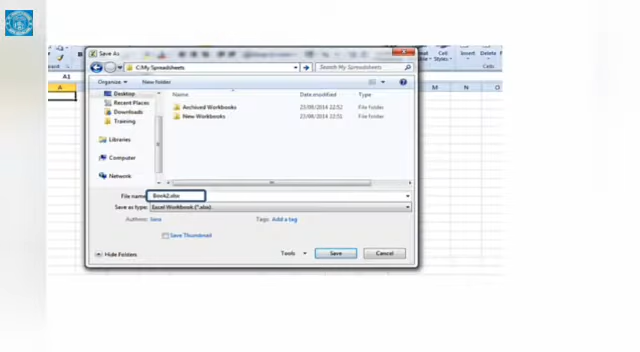 Save As
C:My Spreadsheets
Search My Spreadsheets
Organise
New folder
Name
Date modified
Type
Desktop
Recent Places
Downloads
Training
Libraries
Computer
Network
Archived Workbooks 23/08/2014 22:52 File folder
New Workbooks 23/08/2014 22:51 File folder
File name: Book2.xlsx
Save as type: Excel Workbook (*.xlsx)
Authors:
Tags: Add a tag
Save Thumbnail
Hide Folders
Tools
Save
Cancel
A1
A
M
N
O
Cell
Styles
Insert
Delete
Cells